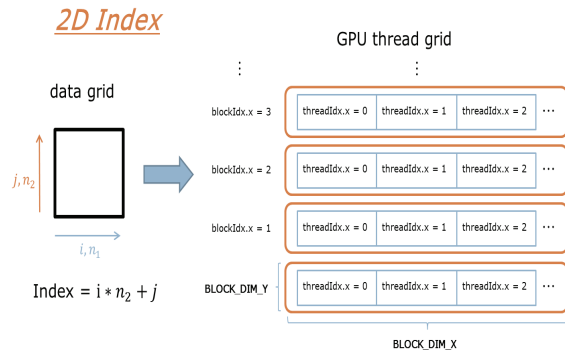 2D Index
GPU thread grid
⋮ ⋮
data grid
blockIdx.x = 3 threadIdx.x = 0 threadIdx.x = 1 threadIdx.x = 2 ···
blockIdx.x = 2 threadIdx.x = 0 threadIdx.x = 1 threadIdx.x = 2 ···
j, n₂
blockIdx.x = 1 threadIdx.x = 0 threadIdx.x = 1 threadIdx.x = 2 ···
i, n₁
Index = i ∗ n₂ + j
BLOCK_DIM_Y threadIdx.x = 0 threadIdx.x = 1 threadIdx.x = 2 ···
BLOCK_DIM_X